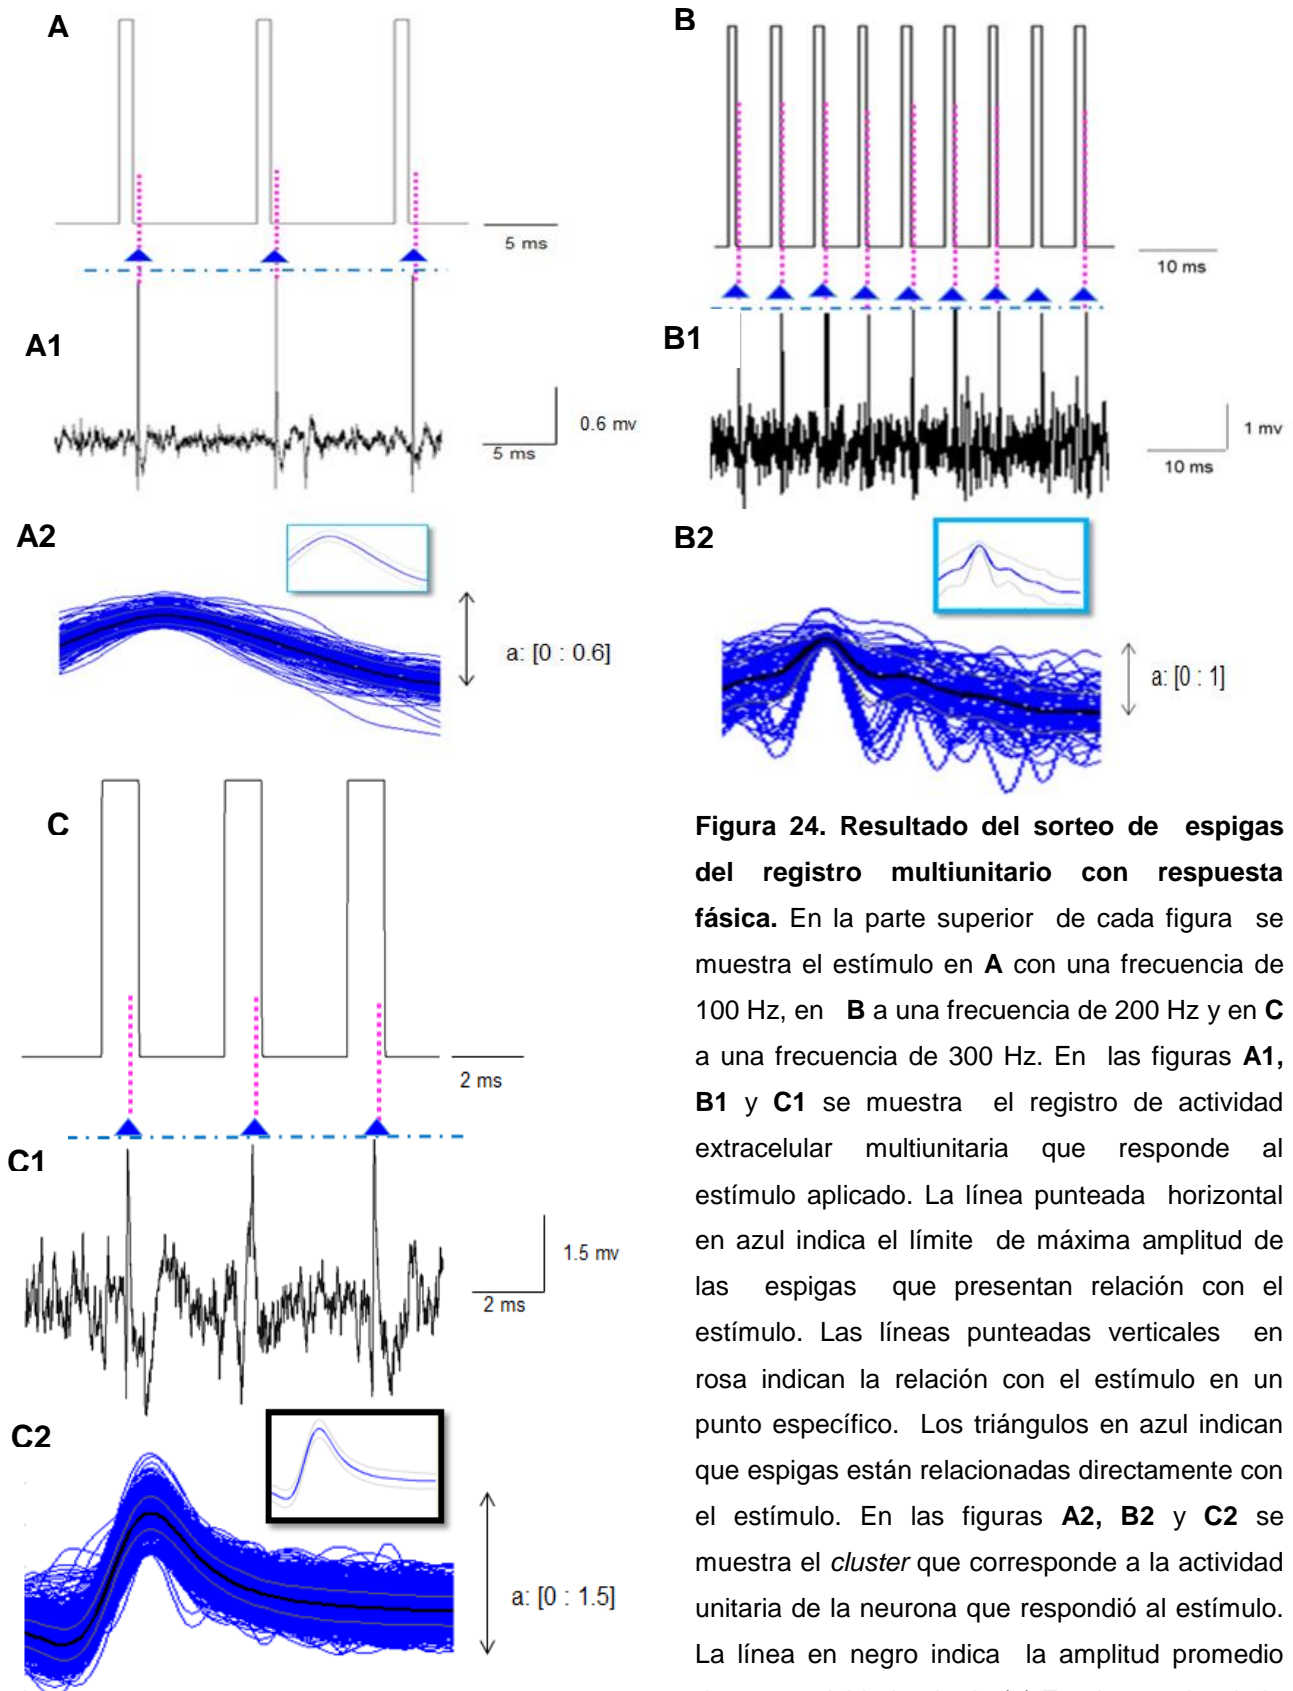 A
B
5 ms
10 ms
A1
0.6 mv
5 ms
B1
1 mv
10 ms
A2
a: [0 : 0.6]
B2
a: [0 : 1]
C
2 ms
C1
1.5 mv
2 ms
C2
a: [0 : 1.5]
Figura 24. Resultado del sorteo de espigas
del registro multiunitario con respuesta
fásica. En la parte superior de cada figura se
muestra el estímulo en A con una frecuencia de
100 Hz, en B a una frecuencia de 200 Hz y en C
a una frecuencia de 300 Hz. En las figuras A1,
B1 y C1 se muestra el registro de actividad
extracelular multiunitaria que responde al
estímulo aplicado. La línea punteada horizontal
en azul indica el límite de máxima amplitud de
las espigas que presentan relación con el
estímulo. Las líneas punteadas verticales en
rosa indican la relación con el estímulo en un
punto específico. Los triángulos en azul indican
que espigas están relacionadas directamente con
el estímulo. En las figuras A2, B2 y C2 se
muestra el cluster que corresponde a la actividad
unitaria de la neurona que respondió al estímulo.
La línea en negro indica la amplitud promedio